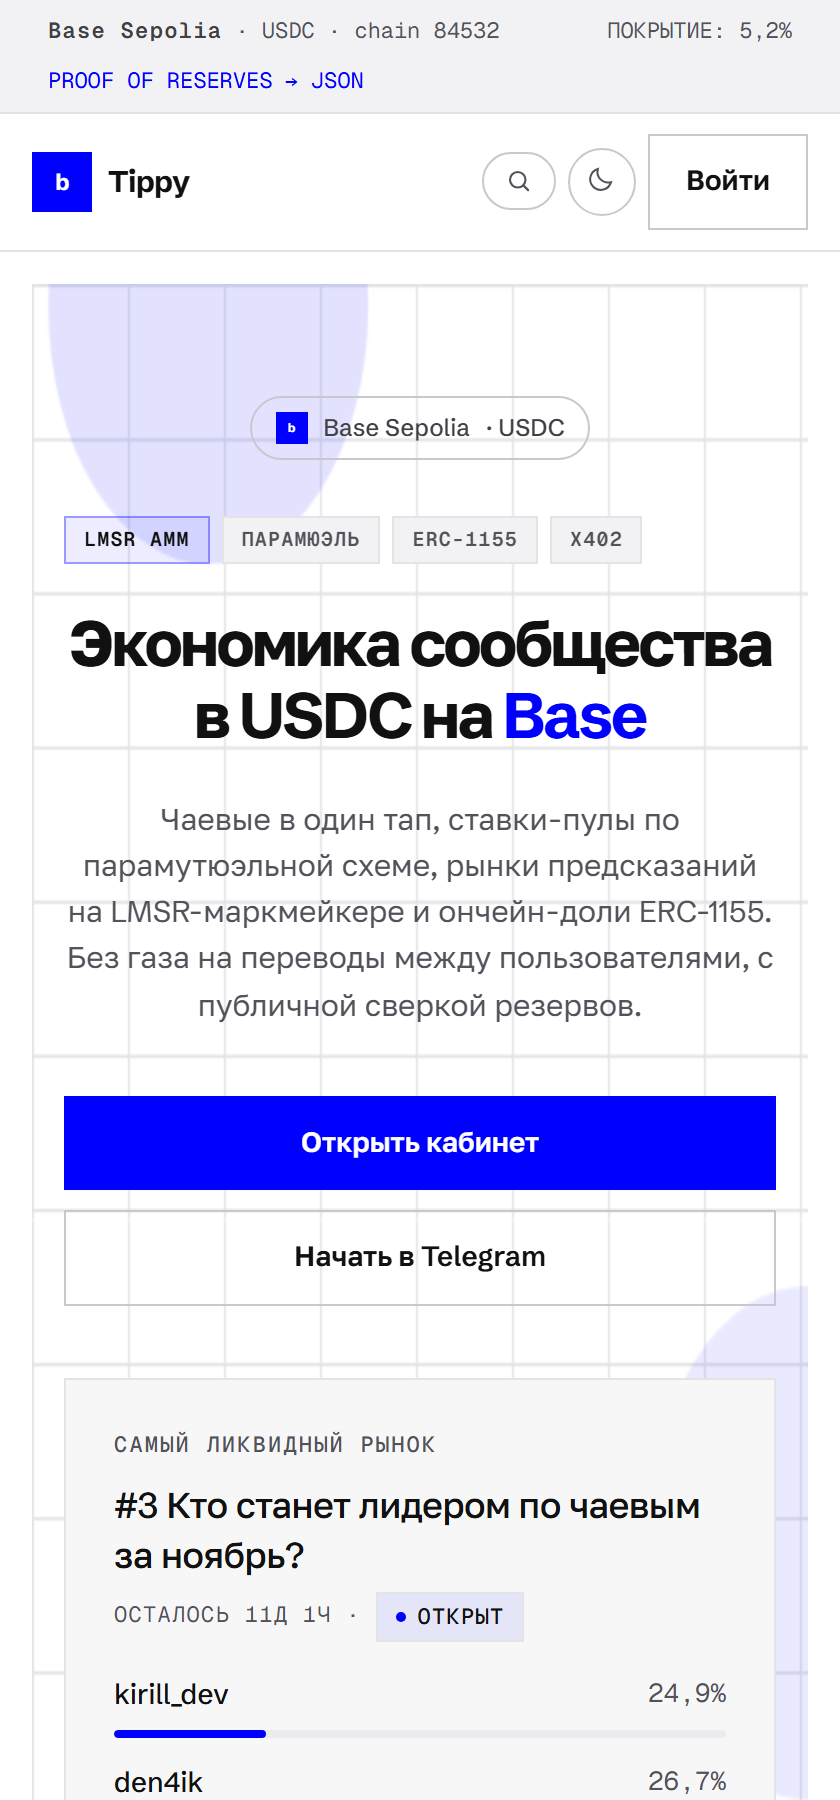 Base Sepolia · USDC · chain 84532 ПОКРЫТИЕ: 5,2%
PROOF OF RESERVES → JSON
b Tippy Войти
b Base Sepolia · USDC
LMSR AMM ПАРАМЮЭЛЬ ERC-1155 X402
Экономика сообщества
в USDC на Base
Чаевые в один тап, ставки-пулы по
парамутюэльной схеме, рынки предсказаний
на LMSR-маркмейкере и ончейн-доли ERC-1155.
Без газа на переводы между пользователями, с
публичной сверкой резервов.
Открыть кабинет
Начать в Telegram
САМЫЙ ЛИКВИДНЫЙ РЫНОК
#3 Кто станет лидером по чаевым
за ноябрь?
ОСТАЛОСЬ 11Д 1Ч · ОТКРЫТ
kirill_dev 24,9%
den4ik 26,7%